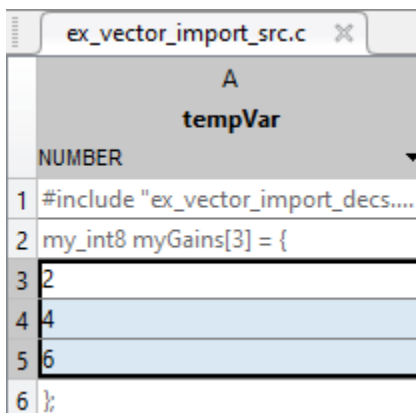 ex_vector_import_src.c
A
tempVar
NUMBER
1 #include "ex_vector_import_decs....
2 my_int8 myGains[3] = {
3 2
4 4
5 6
6 };